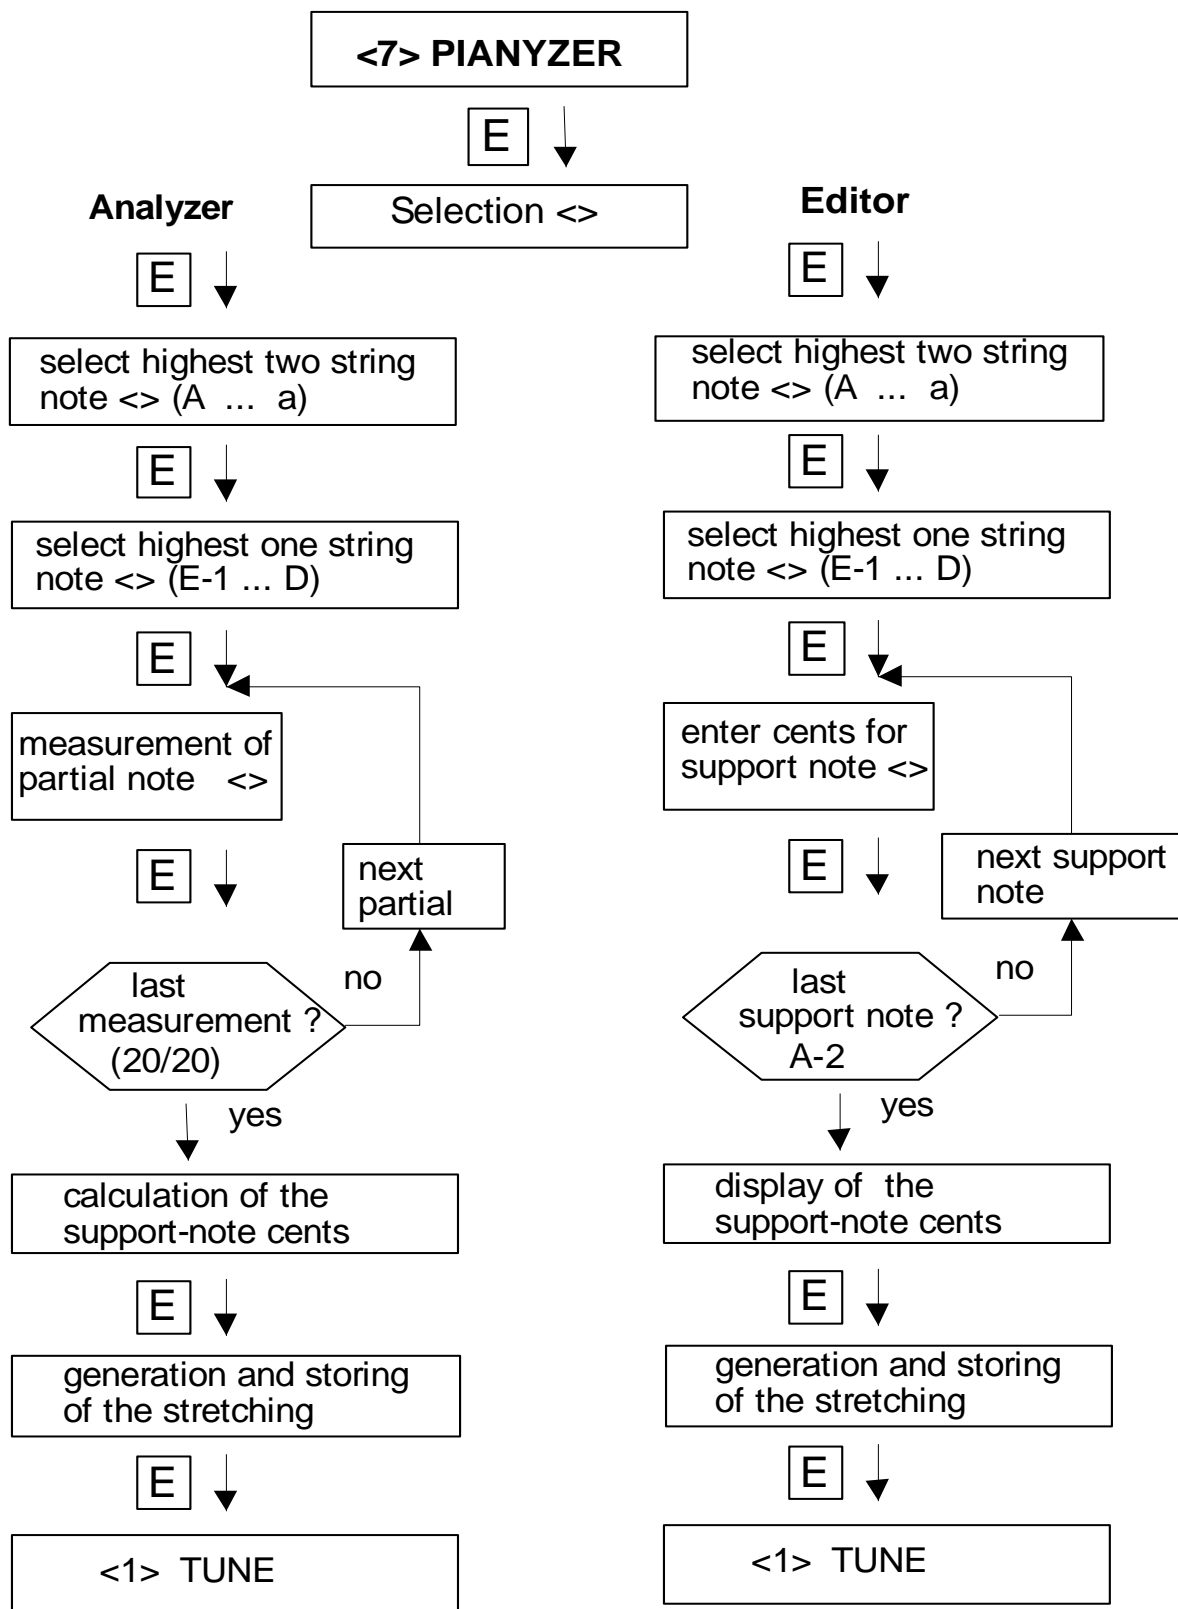 <7> PIANYZER
E
Selection <>
Analyzer
E
select highest two string
note <> (A ... a)
E
select highest one string
note <> (E-1 ... D)
E
measurement of
partial note <>
E
next
partial
no
last
measurement ?
(20/20)
yes
calculation of the
support-note cents
E
generation and storing
of the stretching
E
<1> TUNE
Editor
E
select highest two string
note <> (A ... a)
E
select highest one string
note <> (E-1 ... D)
E
enter cents for
support note <>
E
next support
note
no
last
support note ?
A-2
yes
display of the
support-note cents
E
generation and storing
of the stretching
E
<1> TUNE